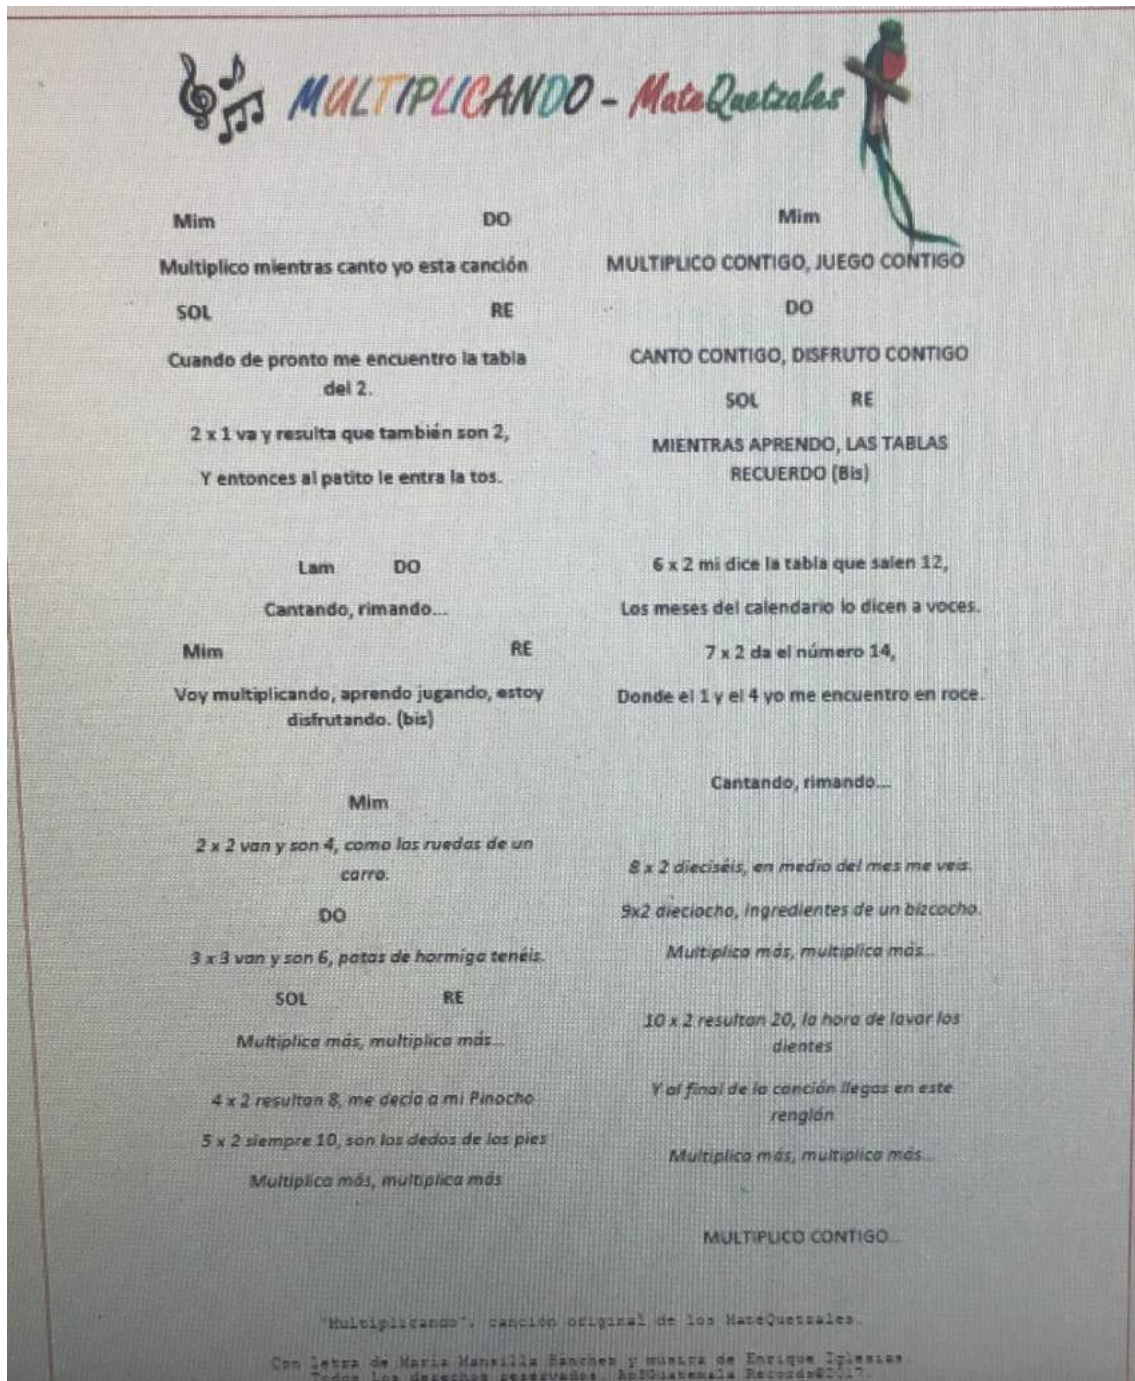 MULTIPLICANDO - MateQuetzales
Mim DO
Multiplico mientras canto yo esta canción
SOL RE
Cuando de pronto me encuentro la tabla
del 2.
2 x 1 va y resulta que también son 2,
Y entonces al patito le entra la tos.
Lam DO
Cantando, rimando...
Mim RE
Voy multiplicando, aprendo jugando, estoy
disfrutando. (bis)
Mim
2 x 2 van y son 4, como las ruedas de un
carro.
DO
3 x 3 van y son 6, patas de hormiga tenéis.
SOL RE
Multiplica más, multiplica más...
4 x 2 resultan 8, me decía a mi Pinocho
5 x 2 siempre 10, son los dedos de los pies
Multiplica más, multiplica más
Mim
MULTIPLICO CONTIGO, JUEGO CONTIGO
DO
CANTO CONTIGO, DISFRUTO CONTIGO
SOL RE
MIENTRAS APRENDO, LAS TABLAS
RECUERDO (Bis)
6 x 2 mi dice la tabla que salen 12,
Los meses del calendario lo dicen a voces.
7 x 2 da el número 14,
Donde el 1 y el 4 yo me encuentro en roce.
Cantando, rimando...
8 x 2 dieciséis, en medio del mes me veis.
9x2 dieciocho, ingredientes de un bizcocho.
Multiplica más, multiplica más...
10 x 2 resultan 20, la hora de lavar los
dientes
Y al final de la canción llegas en este
renglón
Multiplica más, multiplica más...
MULTIPLICO CONTIGO...
"Multiplicando", canción original de los MateQuetzales.
Con letra de María Mansilla Sánchez y música de Enrique Iglesias
Todos los derechos reservados. Guatemala Records